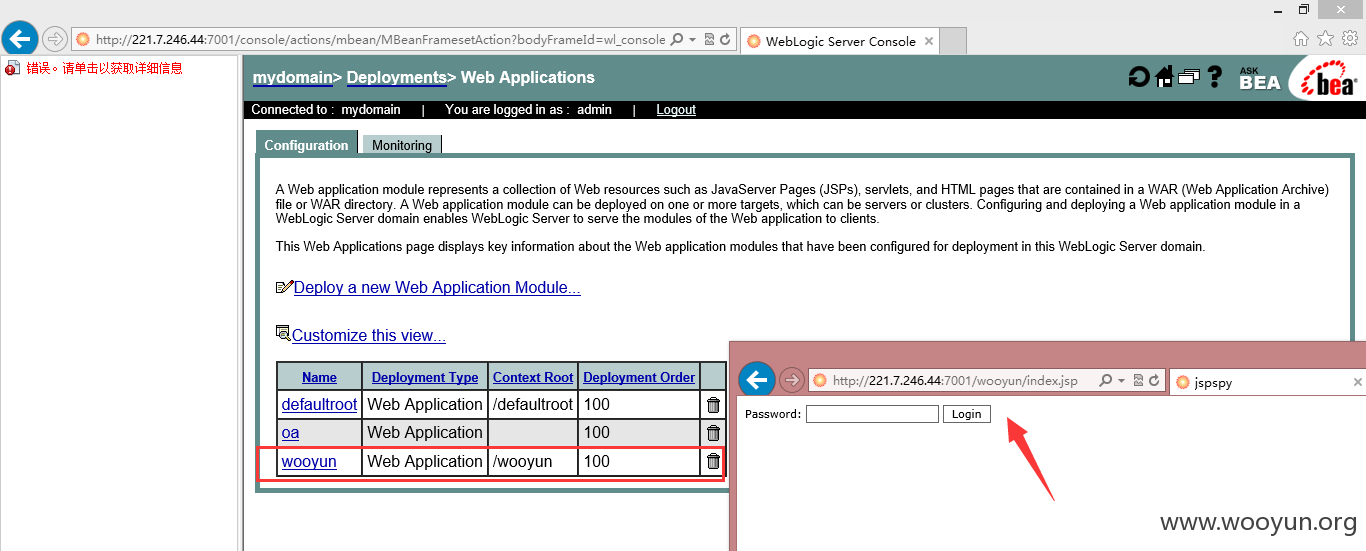 http://221.7.246.44:7001/console/actions/mbean/MBeanFramesetAction?bodyFrameId=wl_console
WebLogic Server Console
错误。请单击以获取详细信息
mydomain> Deployments> Web Applications
ASK
BEA
bea
Connected to : mydomain | You are logged in as : admin | Logout
Configuration
Monitoring
A Web application module represents a collection of Web resources such as JavaServer Pages (JSPs), servlets, and HTML pages that are contained in a WAR (Web Application Archive)
file or WAR directory. A Web application module can be deployed on one or more targets, which can be servers or clusters. Configuring and deploying a Web application module in a
WebLogic Server domain enables WebLogic Server to serve the modules of the Web application to clients.
This Web Applications page displays key information about the Web application modules that have been configured for deployment in this WebLogic Server domain.
Deploy a new Web Application Module...
Customize this view...
Name Deployment Type Context Root Deployment Order
defaultroot Web Application /defaultroot 100
oa Web Application 100
wooyun Web Application /wooyun 100
http://221.7.246.44:7001/wooyun/index.jsp
jspspy
Password: Login
www.wooyun.org